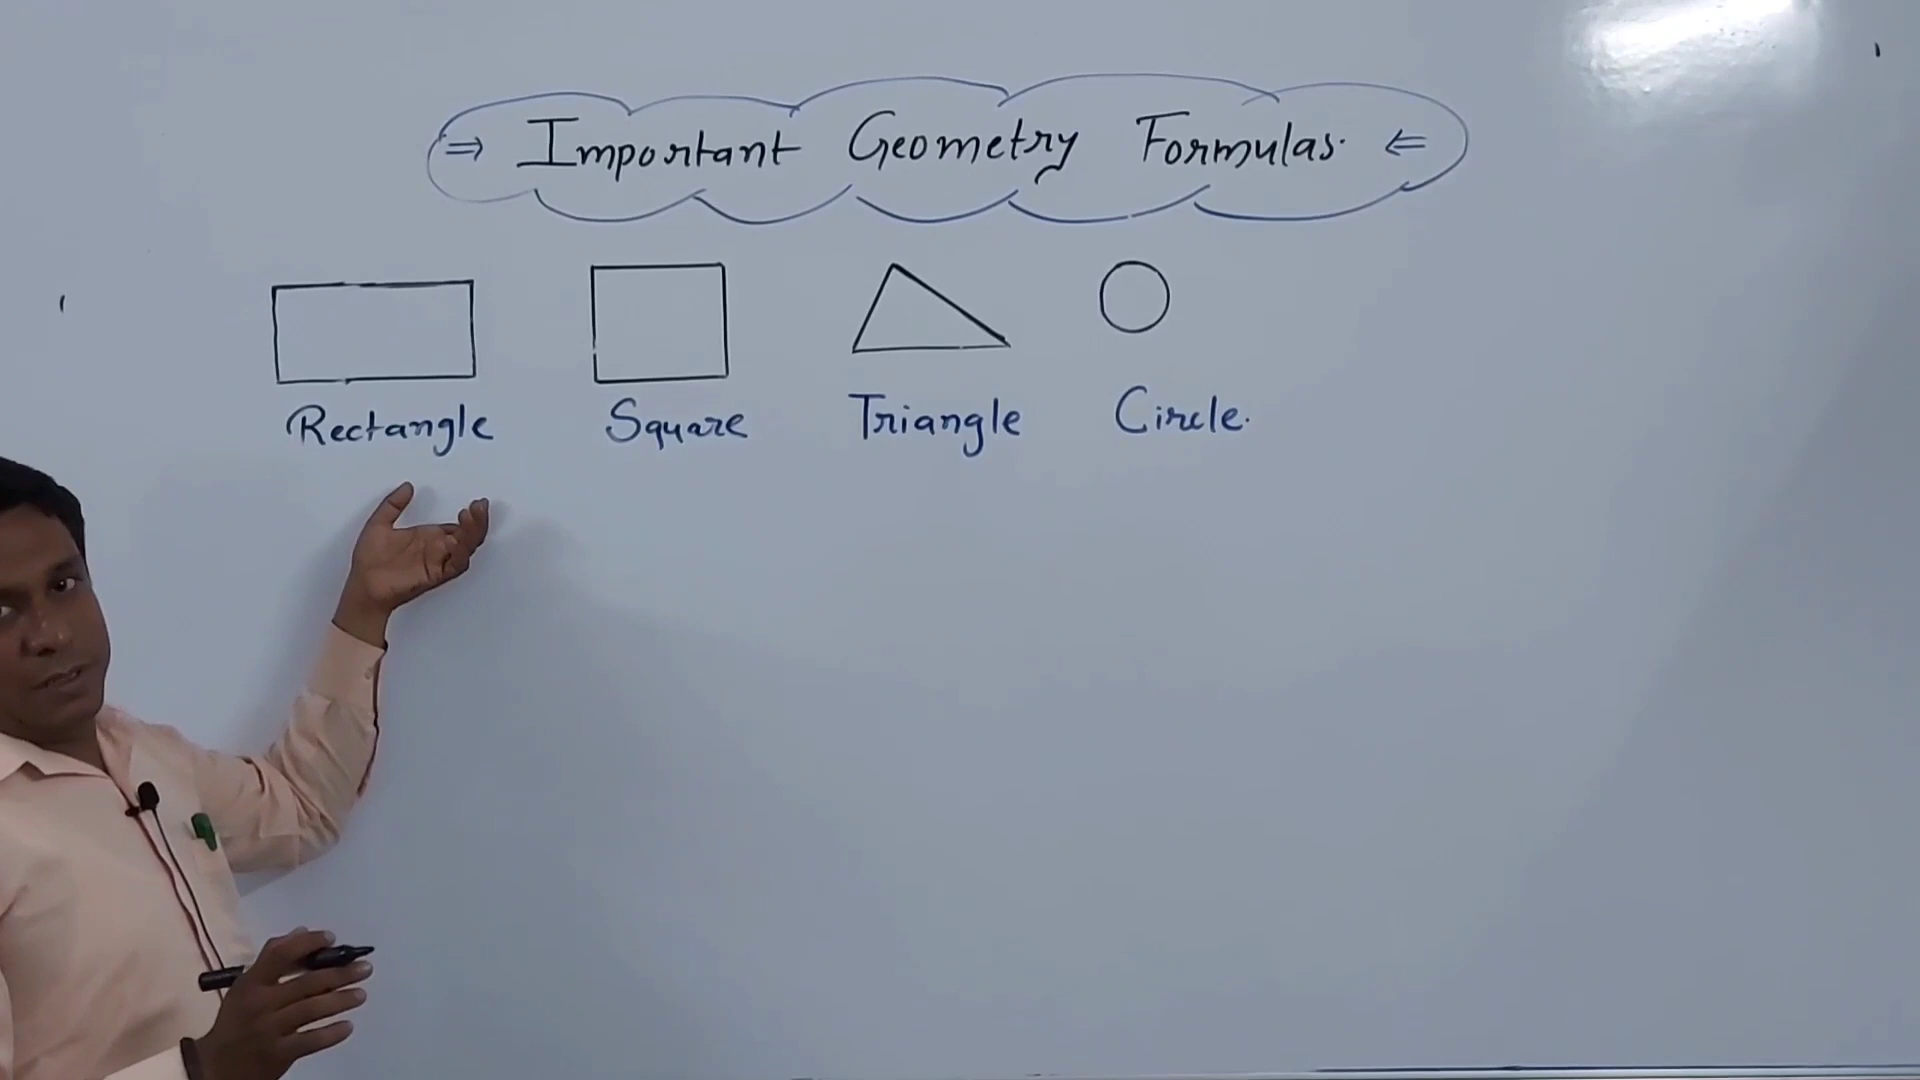 ⇒ Important Geometry Formulas. ⇐
Rectangle Square Triangle Circle.